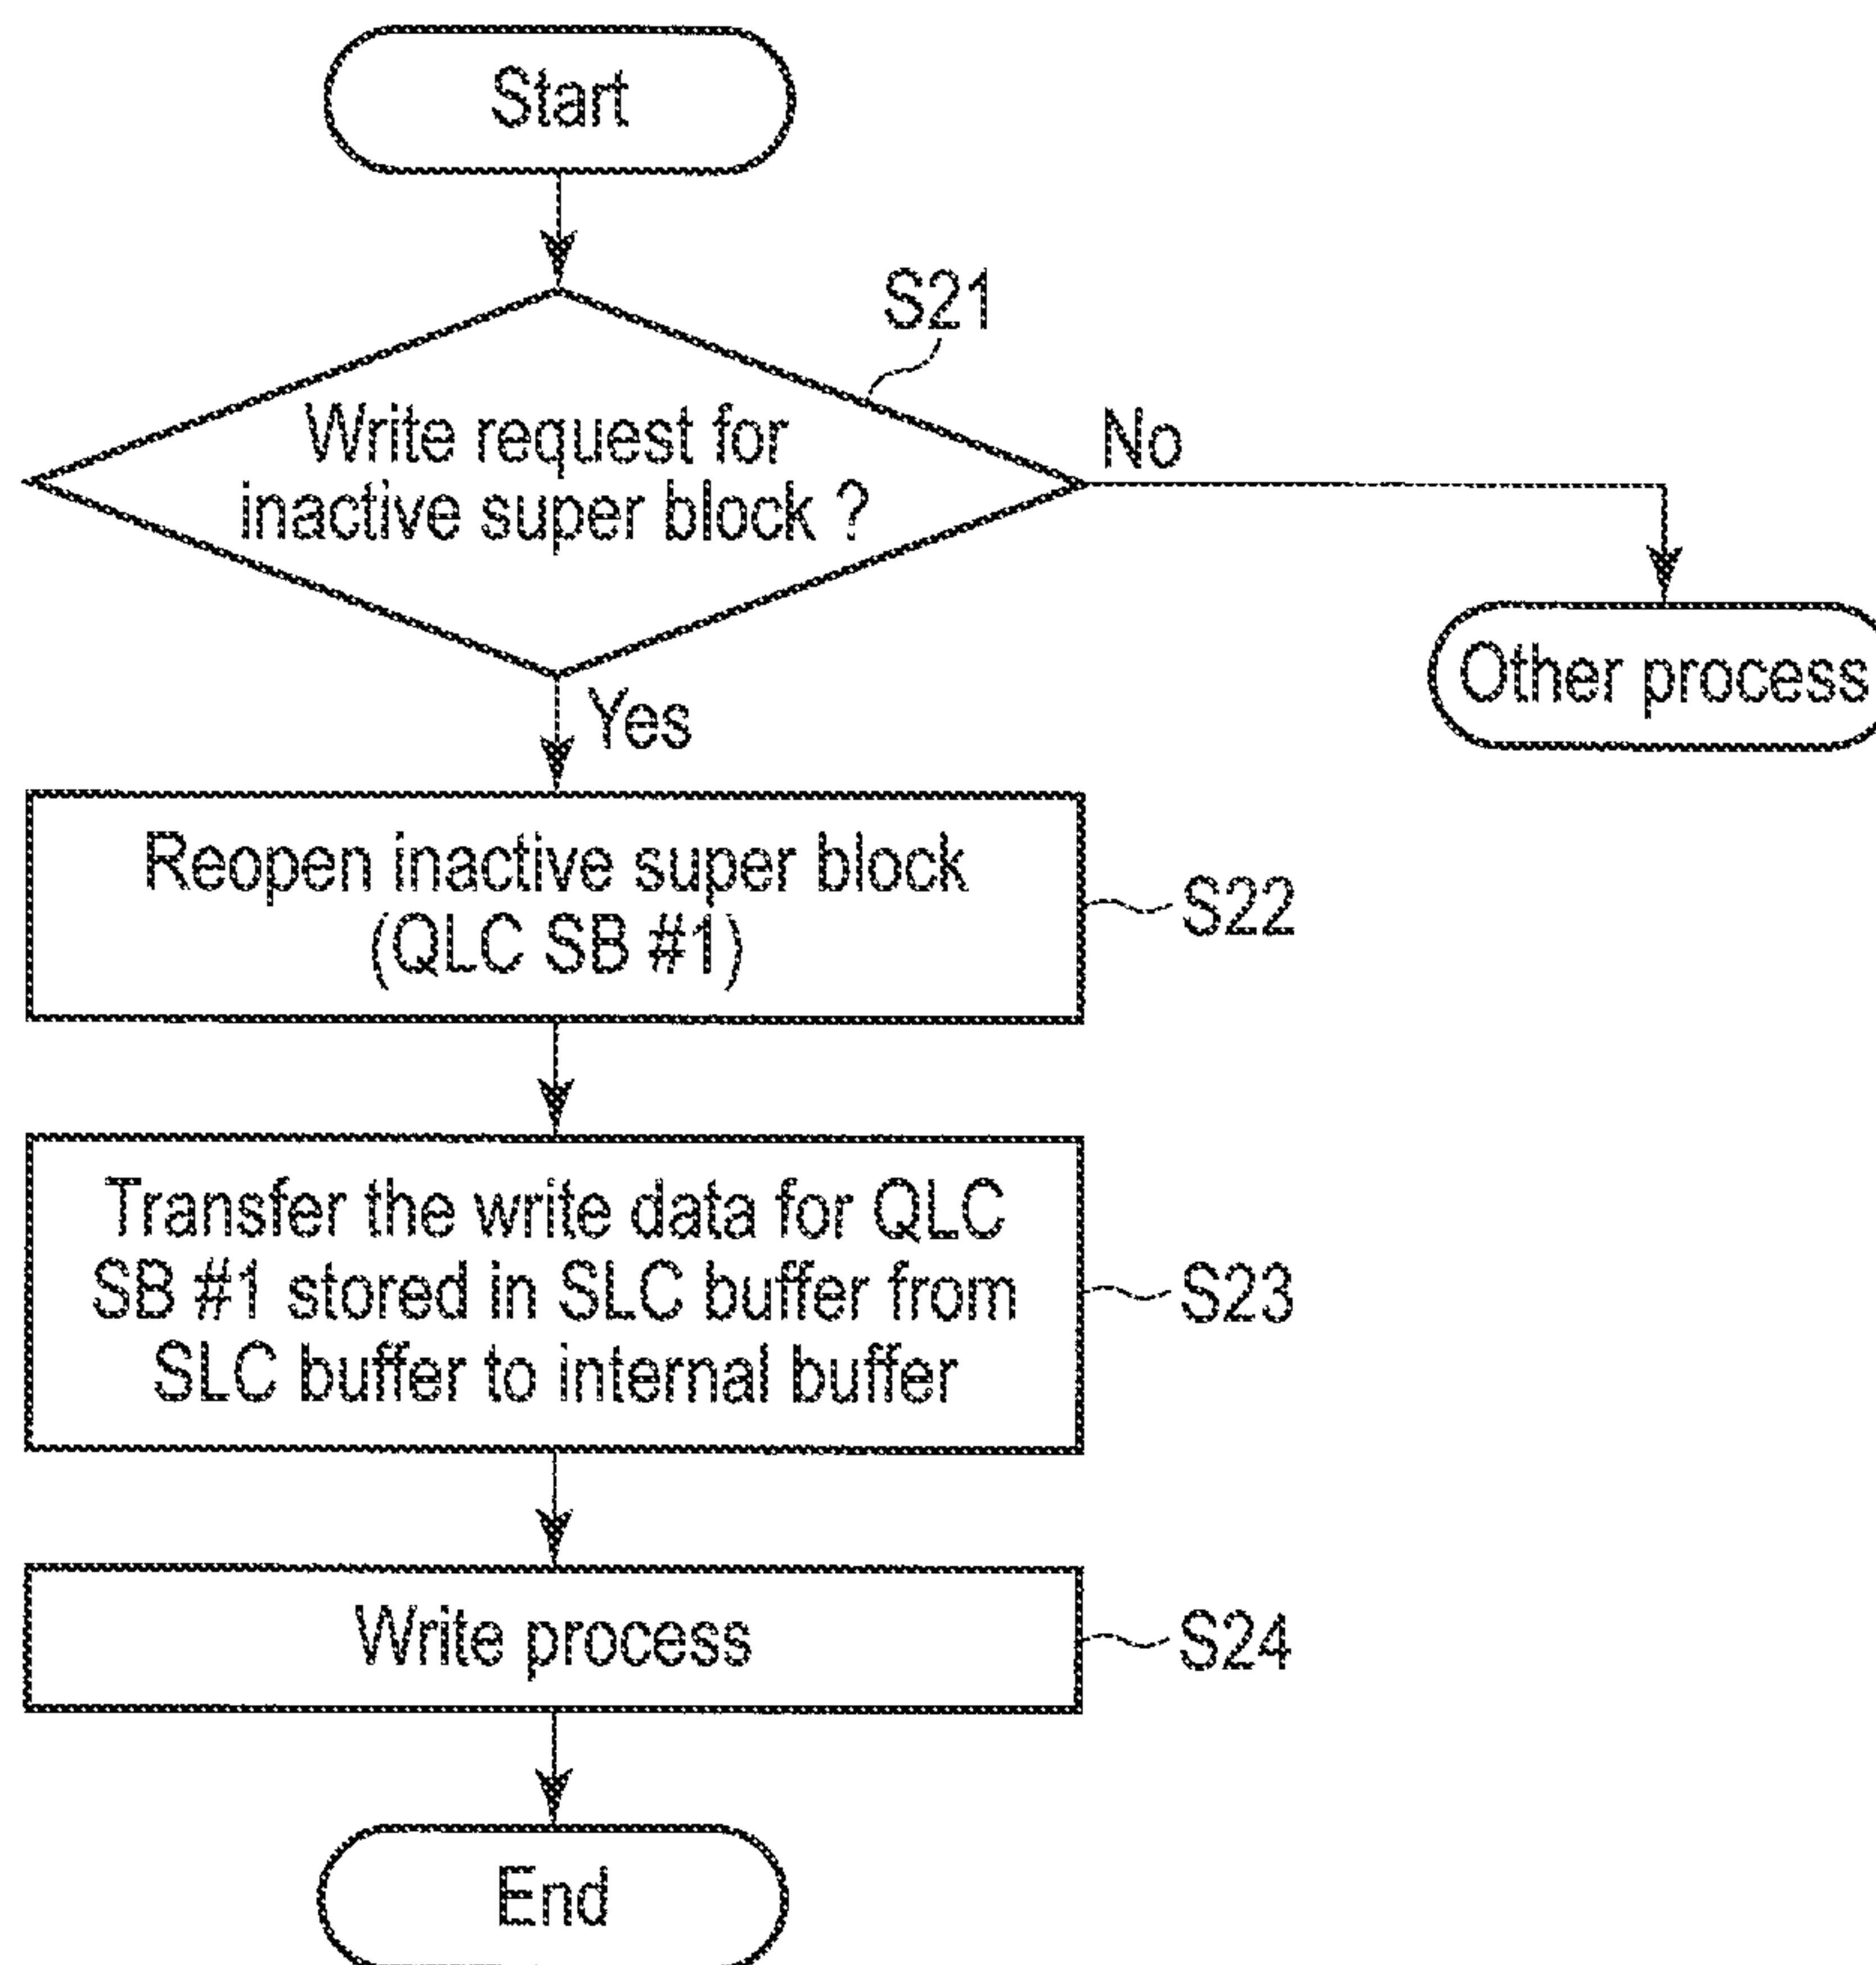 Start
S21
Write request for
inactive super block ?
No
Other process
Yes
Reopen inactive super block
(QLC SB #1)
S22
Transfer the write data for QLC
SB #1 stored in SLC buffer from
SLC buffer to internal buffer
S23
Write process
S24
End